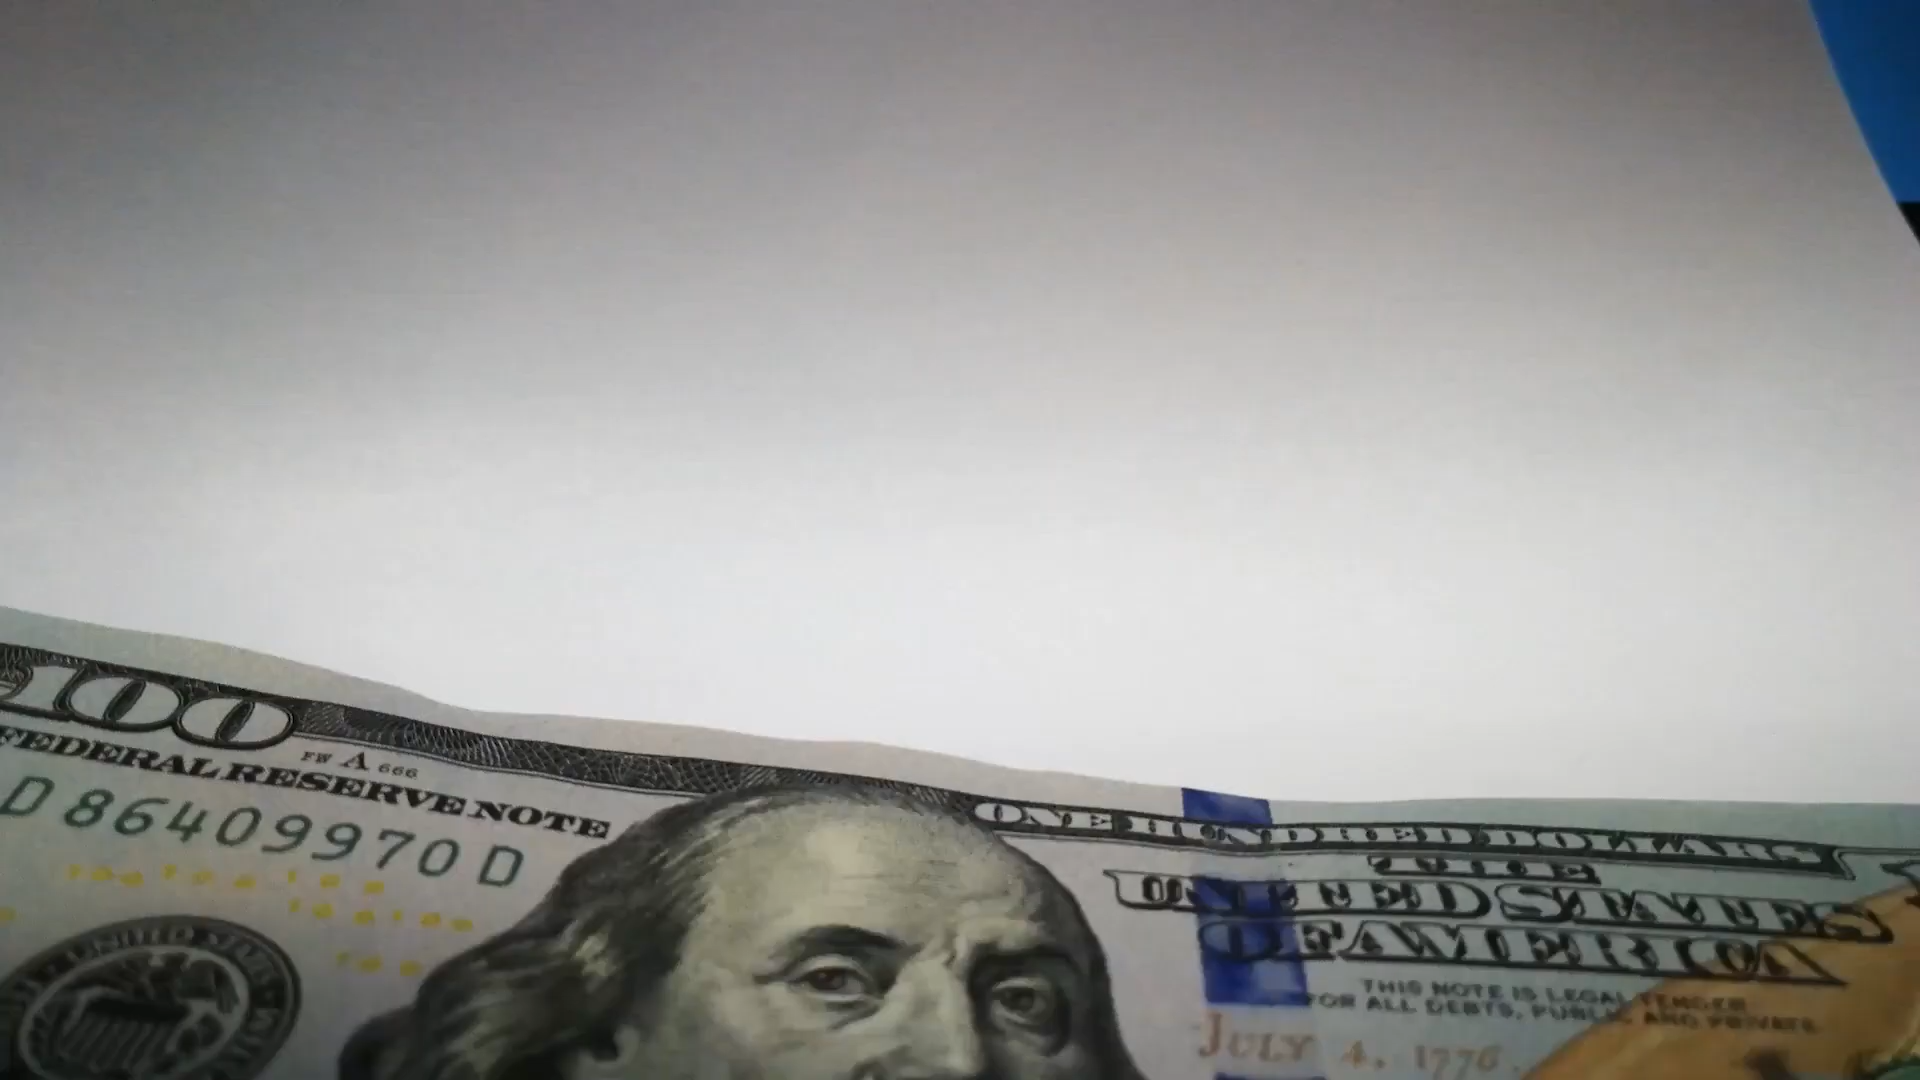 100
FW A 666
FEDERAL RESERVE NOTE
D 86409970 D
ONE HUNDRED DOLLARS
THE
UNITED STATES
OF AMERICA
THIS NOTE IS LEGAL TENDER
FOR ALL DEBTS, PUBLIC AND PRIVATE
JULY 4, 1776